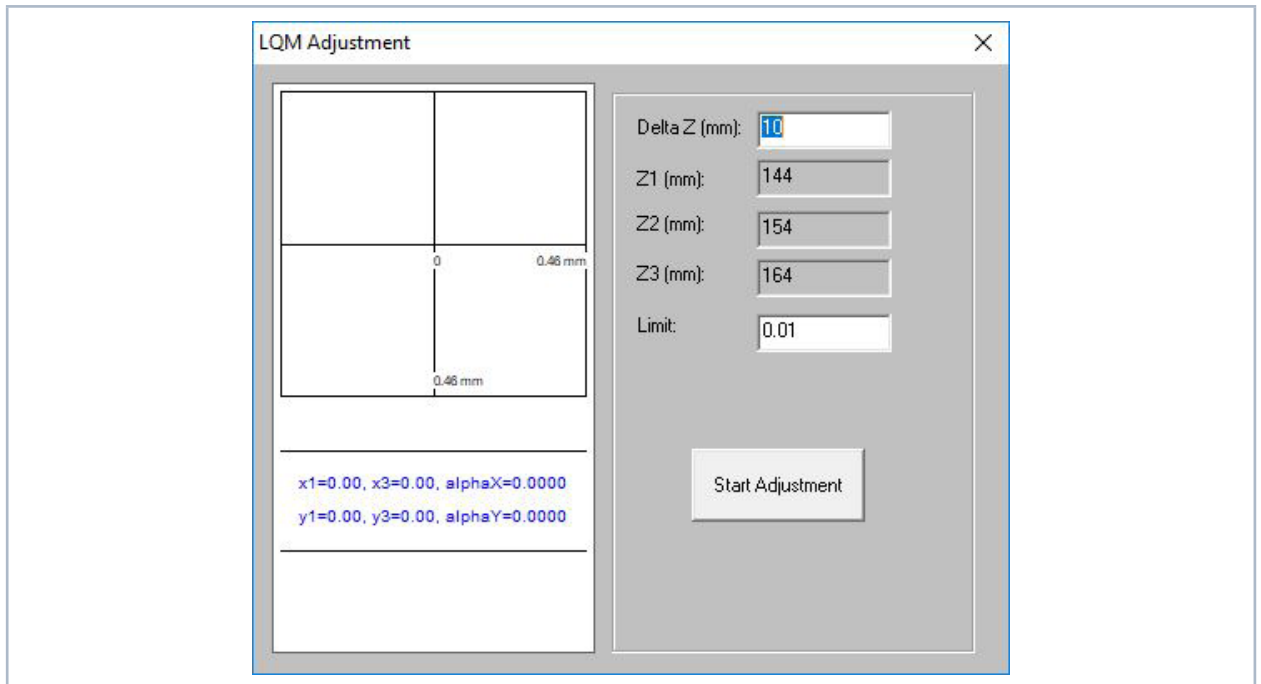 LQM Adjustment
0
0.46 mm
0.46 mm
x1=0.00, x3=0.00, alphaX=0.0000
y1=0.00, y3=0.00, alphaY=0.0000
Delta Z (mm): 10
Z1 (mm): 144
Z2 (mm): 154
Z3 (mm): 164
Limit: 0.01
Start Adjustment